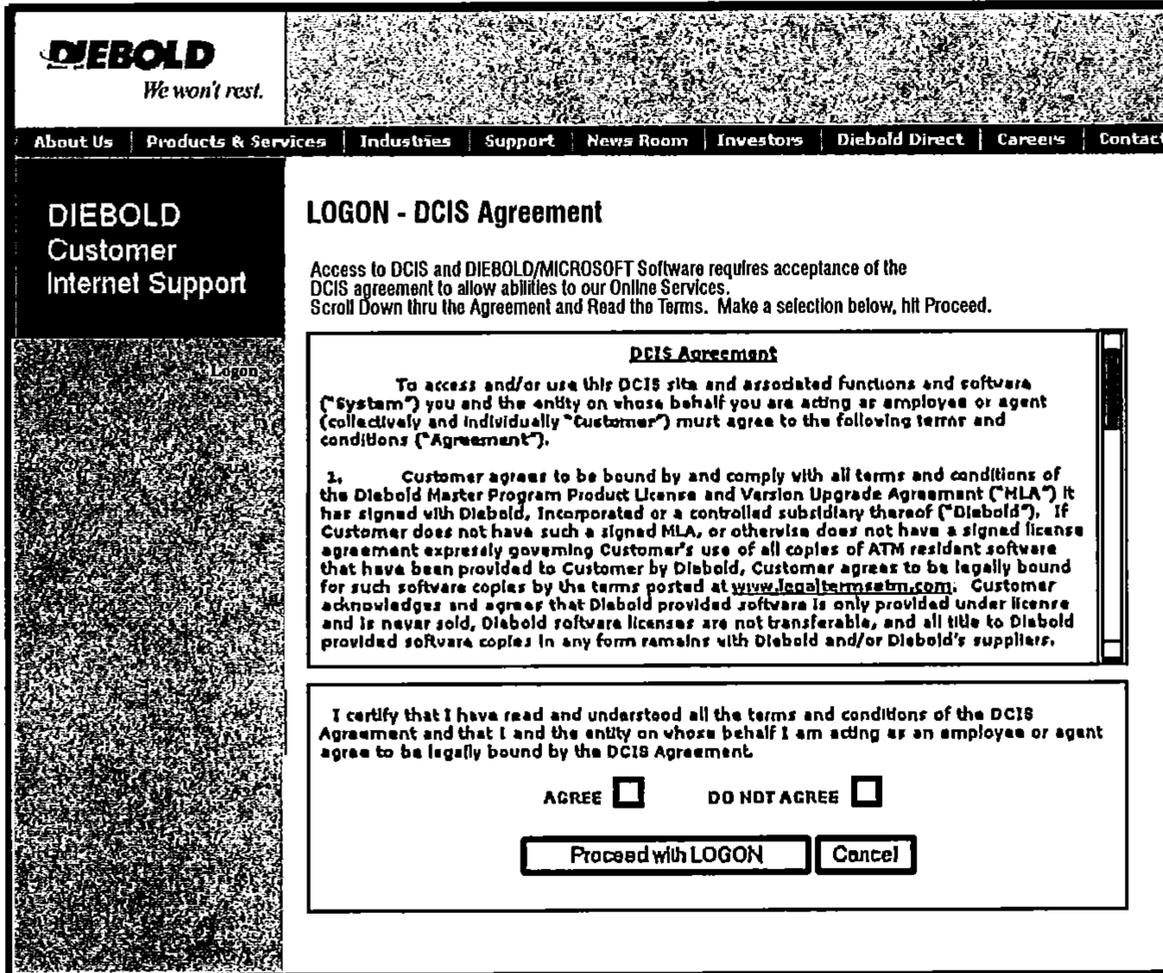 DIEBOLD
We won't rest.
About Us | Products & Services | Industries | Support | News Room | Investors | Diebold Direct | Careers | Contact
DIEBOLD
Customer
Internet Support
Logon
LOGON - DCIS Agreement
Access to DCIS and DIEBOLD/MICROSOFT Software requires acceptance of the
DCIS agreement to allow abilities to our Online Services.
Scroll Down thru the Agreement and Read the Terms. Make a selection below, hit Proceed.
DCIS Agreement
To access and/or use this DCIS site and associated functions and software
("System") you and the entity on whose behalf you are acting as employee or agent
(collectively and individually "Customer") must agree to the following terms and
conditions ("Agreement").
1. Customer agrees to be bound by and comply with all terms and conditions of
the Diebold Master Program Product License and Version Upgrade Agreement ("MLA") it
has signed with Diebold, Incorporated or a controlled subsidiary thereof ("Diebold"). If
Customer does not have such a signed MLA, or otherwise does not have a signed license
agreement expressly governing Customer's use of all copies of ATM resident software
that have been provided to Customer by Diebold, Customer agrees to be legally bound
for such software copies by the terms posted at www.legaltermsatm.com. Customer
acknowledges and agrees that Diebold provided software is only provided under license
and is never sold, Diebold software licenses are not transferable, and all title to Diebold
provided software copies in any form remains with Diebold and/or Diebold's suppliers.
I certify that I have read and understood all the terms and conditions of the DCIS
Agreement and that I and the entity on whose behalf I am acting as an employee or agent
agree to be legally bound by the DCIS Agreement.
AGREE DO NOT AGREE
Proceed with LOGON Cancel